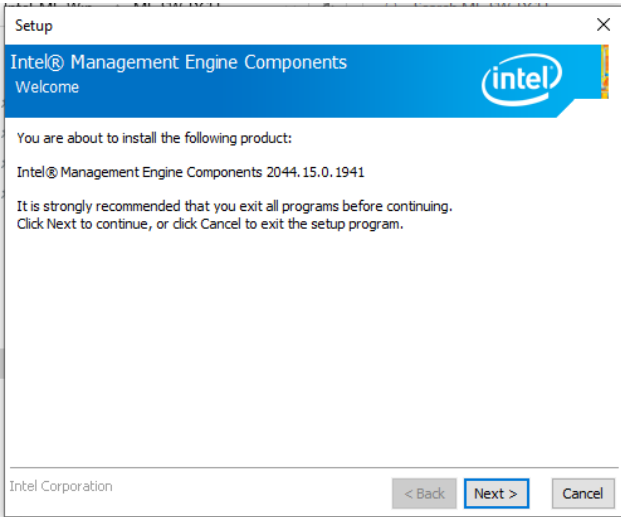 Setup
Intel® Management Engine Components
Welcome
intel
You are about to install the following product:
Intel® Management Engine Components 2044.15.0.1941
It is strongly recommended that you exit all programs before continuing.
Click Next to continue, or click Cancel to exit the setup program.
Intel Corporation
< Back
Next >
Cancel